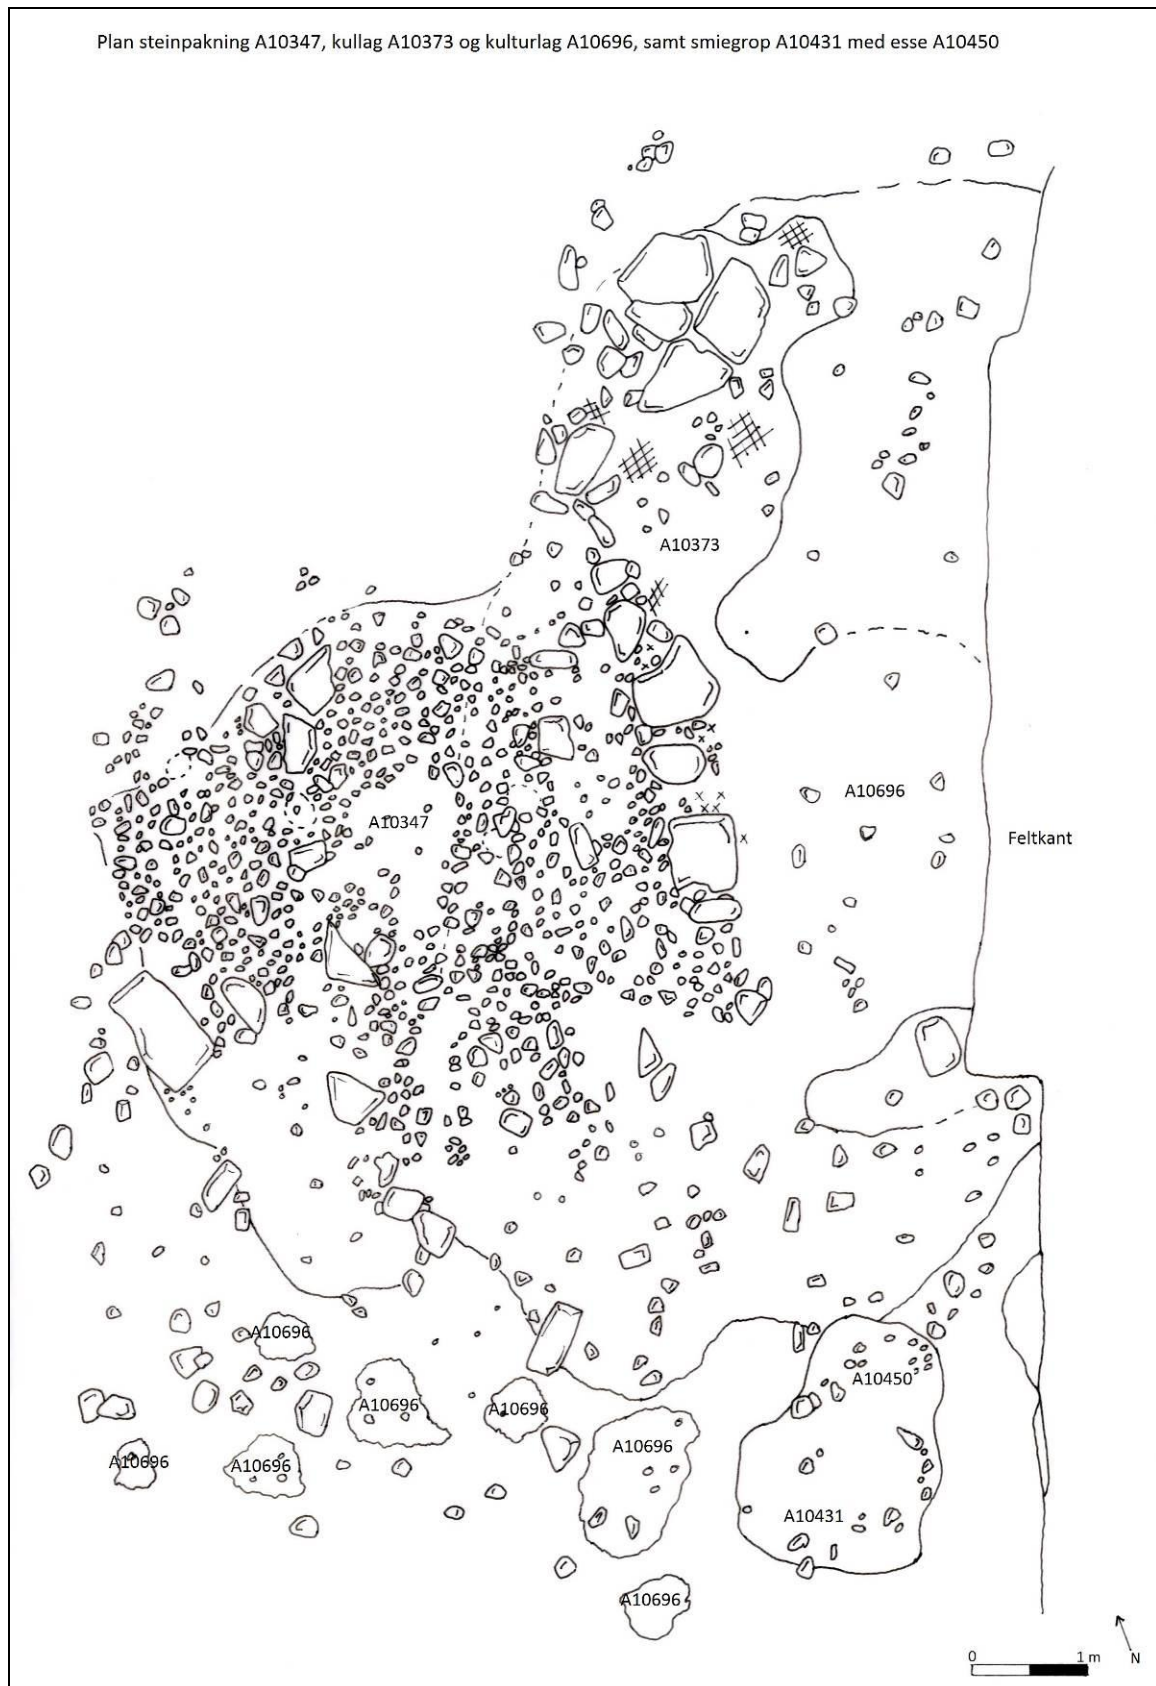 Plan steinpakning A10347, kullag A10373 og kulturlag A10696, samt smiegrop A10431 med esse A10450
A10373
A10696
A10347
Feltkant
A10696
A10450
A10696
A10696
A10696
A10696
A10696
A10431
A10696
0 1 m
N